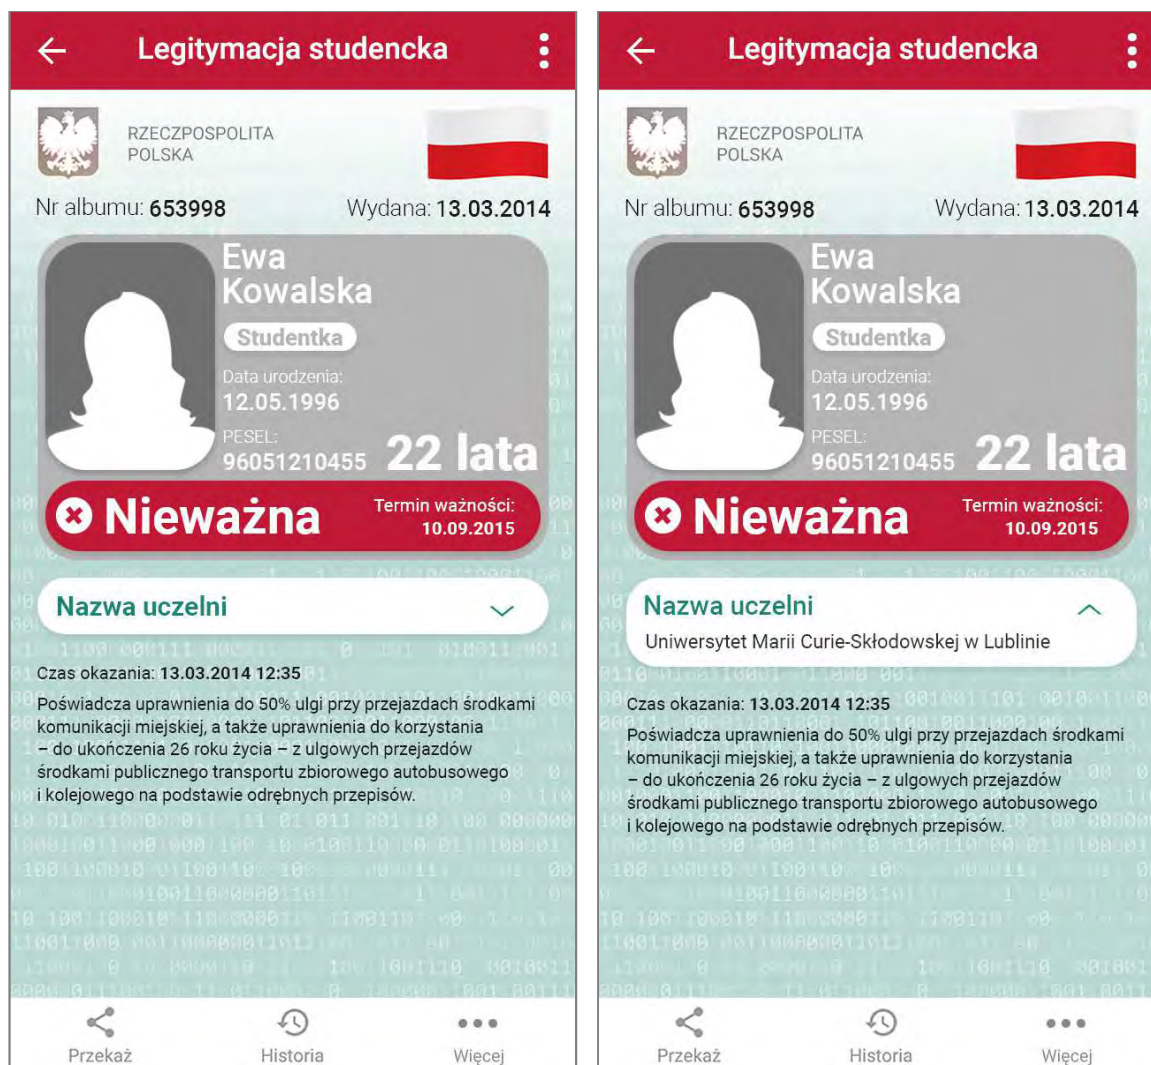 Legitymacja studencka
RZECZPOSPOLITA
POLSKA
Nr albumu: 653998
Wydana: 13.03.2014
Ewa
Kowalska
Studentka
Data urodzenia:
12.05.1996
PESEL:
96051210455
22 lata
Nieważna
Termin ważności:
10.09.2015
Nazwa uczelni
Czas okazania: 13.03.2014 12:35
Poświadcza uprawnienia do 50% ulgi przy przejazdach środkami
komunikacji miejskiej, a także uprawnienia do korzystania
– do ukończenia 26 roku życia – z ulgowych przejazdów
środkami publicznego transportu zbiorowego autobusowego
i kolejowego na podstawie odrębnych przepisów.
Przekaż
Historia
Więcej
Legitymacja studencka
RZECZPOSPOLITA
POLSKA
Nr albumu: 653998
Wydana: 13.03.2014
Ewa
Kowalska
Studentka
Data urodzenia:
12.05.1996
PESEL:
96051210455
22 lata
Nieważna
Termin ważności:
10.09.2015
Nazwa uczelni
Uniwersytet Marii Curie-Skłodowskej w Lublinie
Czas okazania: 13.03.2014 12:35
Poświadcza uprawnienia do 50% ulgi przy przejazdach środkami
komunikacji miejskiej, a także uprawnienia do korzystania
– do ukończenia 26 roku życia – z ulgowych przejazdów
środkami publicznego transportu zbiorowego autobusowego
i kolejowego na podstawie odrębnych przepisów.
Przekaż
Historia
Więcej